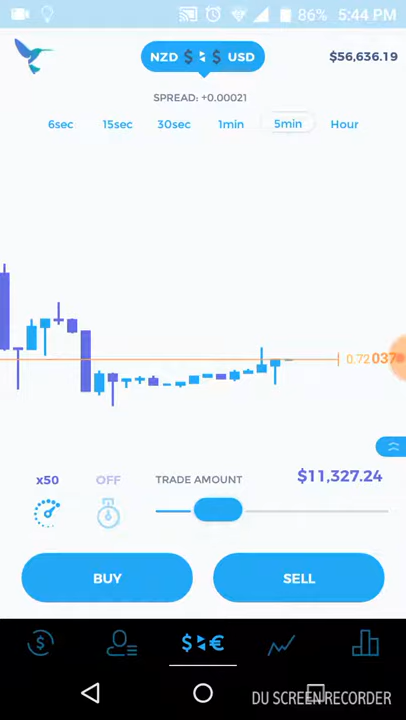 86% 5:44 PM
NZD $ $ USD
$56,636.19
SPREAD: +0.00021
6sec 15sec 30sec 1min 5min Hour
0.72037
x50 OFF TRADE AMOUNT $11,327.24
BUY SELL
$ $ €
DU SCREEN RECORDER